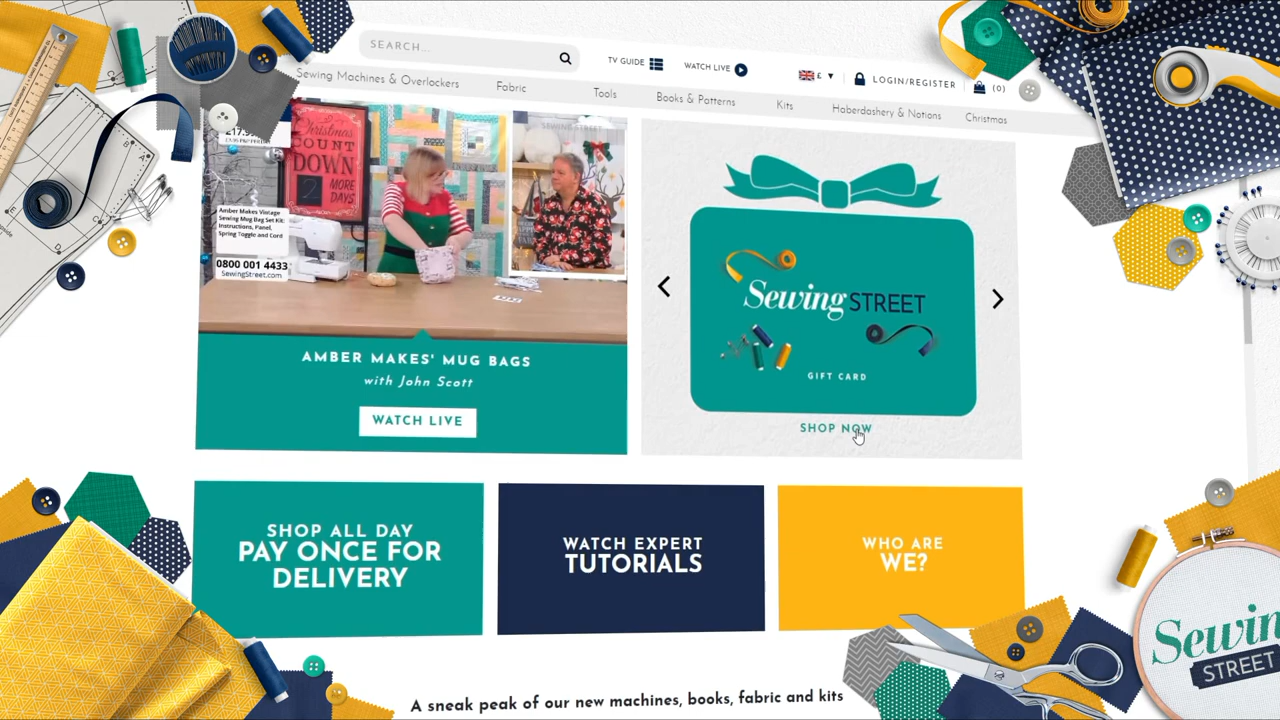 SEARCH...
TV GUIDE
WATCH LIVE
£
LOGIN/REGISTER
(0)
Sewing Machines & Overlockers
Fabric
Tools
Books & Patterns
Kits
Haberdashery & Notions
Christmas
Christmas
COUNT
DOWN
2 MORE
DAYS
SEWING STREET
Amber Makes Vintage
Sewing Mug Bag Set Kit:
Instructions, Panel,
Spring Toggle and Cord
0800 001 4433
SewingStreet.com
AMBER MAKES' MUG BAGS
with John Scott
WATCH LIVE
Sewing STREET
GIFT CARD
SHOP NOW
SHOP ALL DAY
PAY ONCE FOR
DELIVERY
WATCH EXPERT
TUTORIALS
WHO ARE
WE?
A sneak peak of our new machines, books, fabric and kits
Sewin
STREET